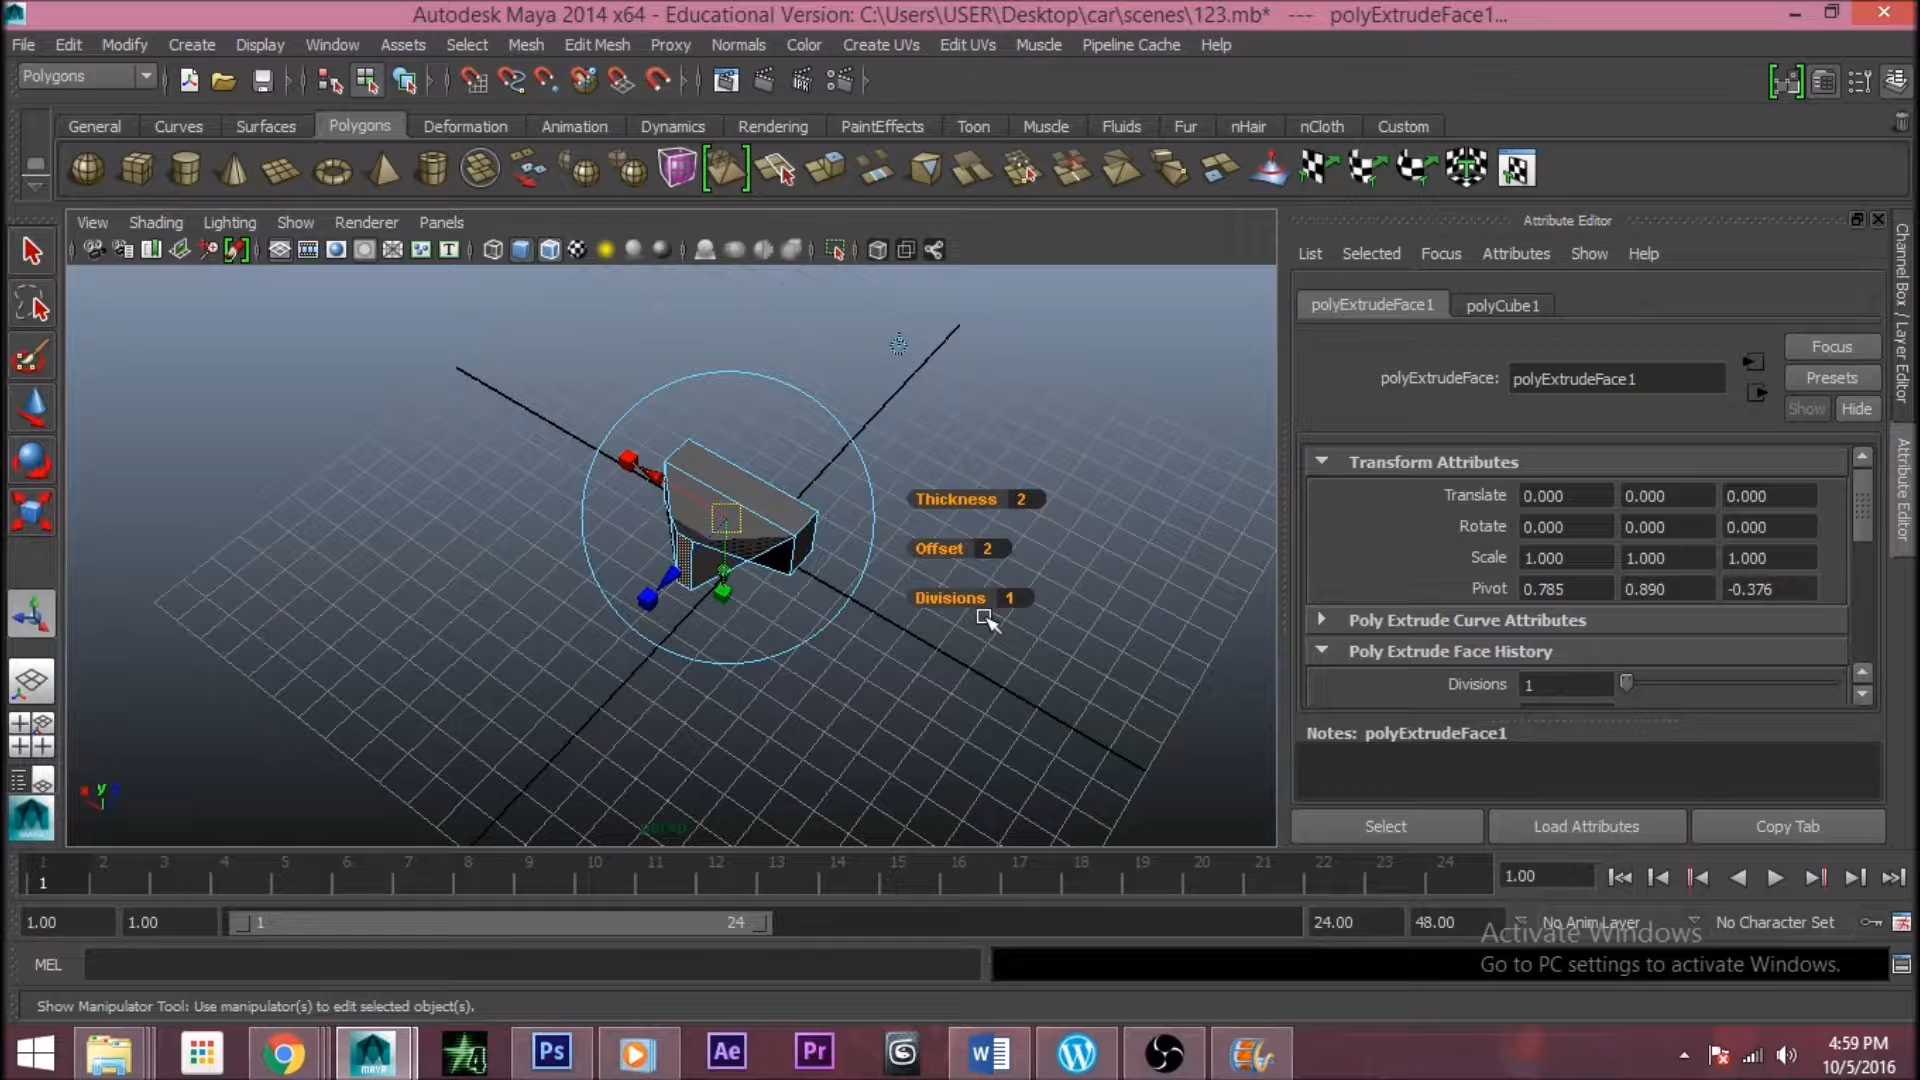 Autodesk Maya 2014 x64 - Educational Version: C:\Users\USER\Desktop\car\scenes\123.mb* --- polyExtrudeFace1...
File Edit Modify Create Display Window Assets Select Mesh Edit Mesh Proxy Normals Color Create UVs Edit UVs Muscle Pipeline Cache Help
Polygons
General Curves Surfaces Polygons Deformation Animation Dynamics Rendering PaintEffects Toon Muscle Fluids Fur nHair nCloth Custom
View Shading Lighting Show Renderer Panels
Attribute Editor
List Selected Focus Attributes Show Help
polyExtrudeFace1 polyCube1
polyExtrudeFace: polyExtrudeFace1
Focus
Presets
Show Hide
Transform Attributes
Translate 0.000 0.000 0.000
Rotate 0.000 0.000 0.000
Scale 1.000 1.000 1.000
Pivot 0.785 0.890 -0.376
Poly Extrude Curve Attributes
Poly Extrude Face History
Divisions 1
Notes: polyExtrudeFace1
Select Load Attributes Copy Tab
Channel Box / Layer Editor
Attribute Editor
Thickness 2
Offset 2
Divisions 1
y
persp
1 2 3 4 5 6 7 8 9 10 11 12 13 14 15 16 17 18 19 20 21 22 23 24
1
1.00
1.00 1.00 1 24 24.00 48.00 No Anim Layer No Character Set
Activate Windows
Go to PC settings to activate Windows.
MEL
Show Manipulator Tool: Use manipulator(s) to edit selected object(s).
MAYA
Ps Ae Pr
4:59 PM
10/5/2016